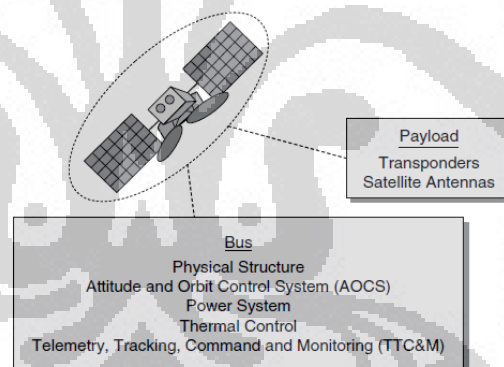 Payload
Transponders
Satellite Antennas
Bus
Physical Structure
Attitude and Orbit Control System (AOCS)
Power System
Thermal Control
Telemetry, Tracking, Command and Monitoring (TTC&M)